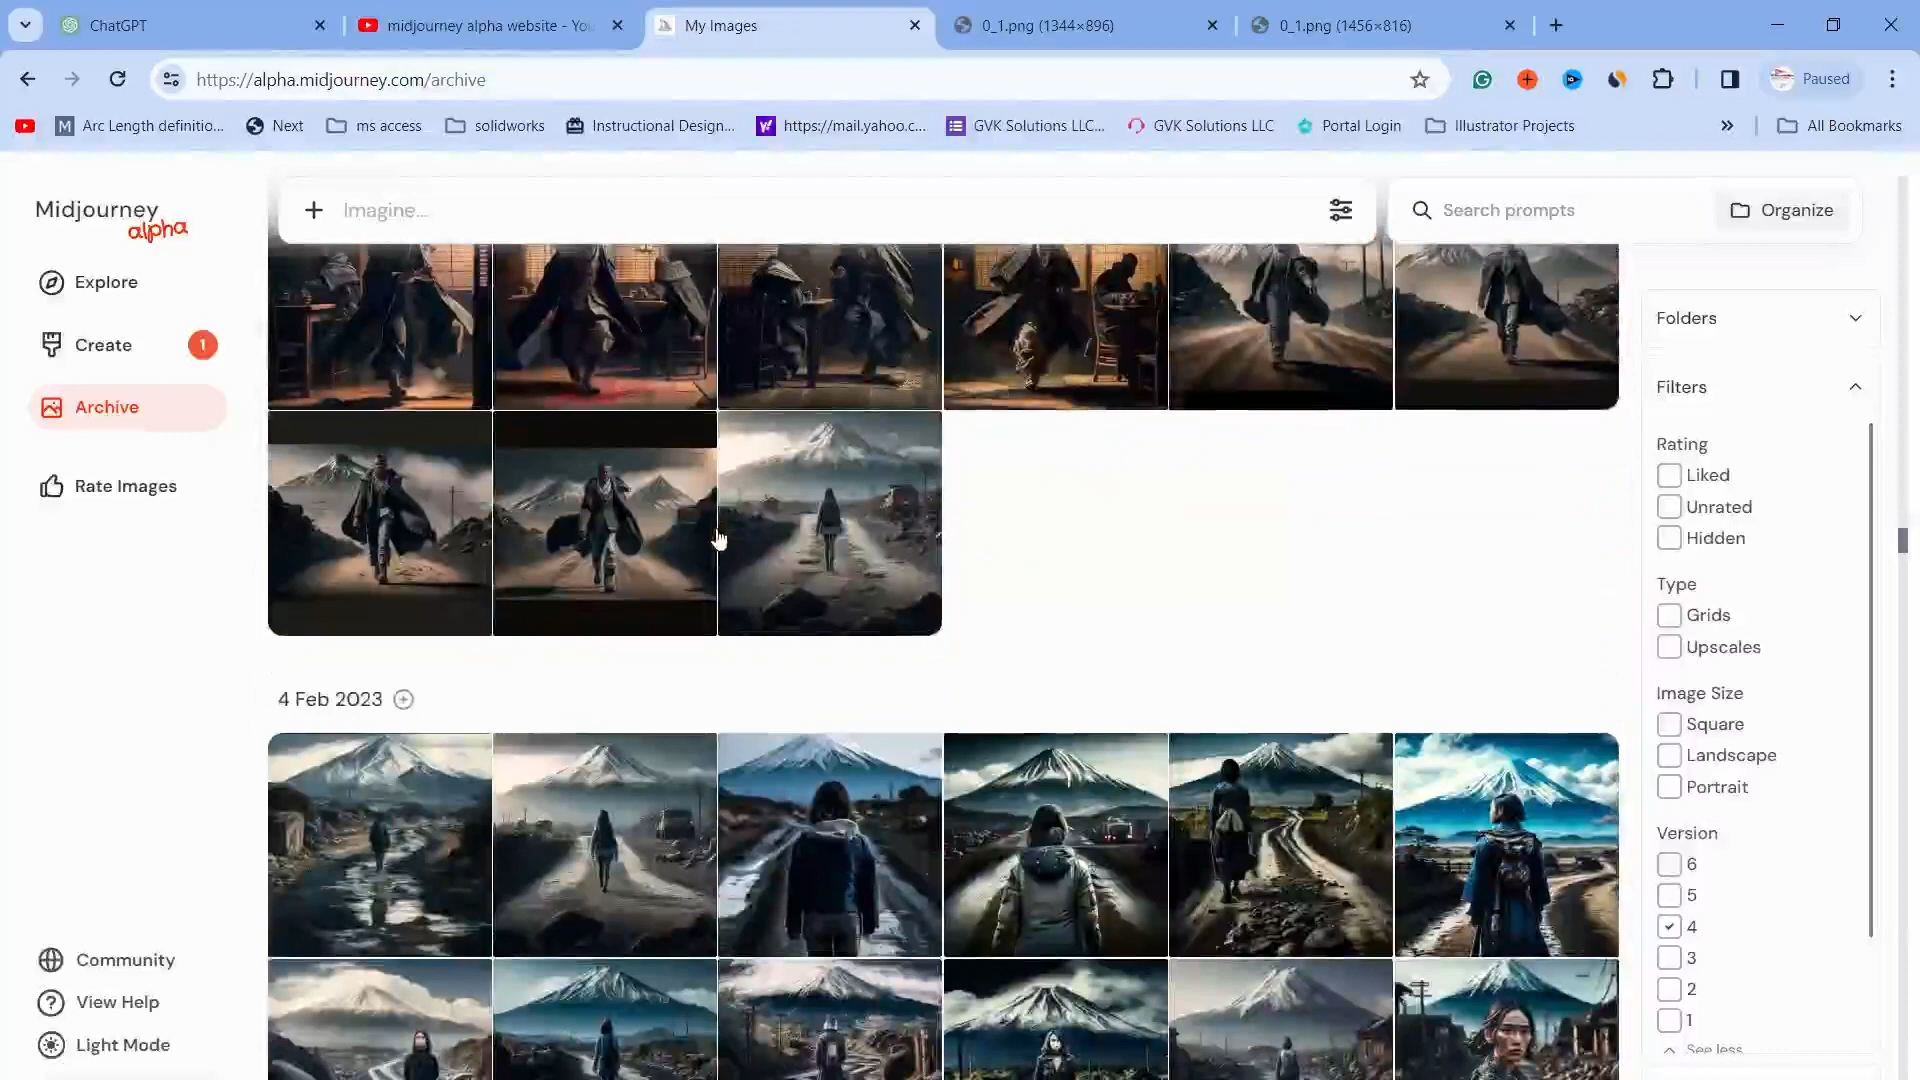 ChatGPT
midjourney alpha website - You
My Images
0_1.png (1344×896)
0_1.png (1456×816)
https://alpha.midjourney.com/archive
Paused
Arc Length definitio...
Next
ms access
solidworks
Instructional Design...
https://mail.yahoo.c...
GVK Solutions LLC...
GVK Solutions LLC
Portal Login
Illustrator Projects
All Bookmarks
Midjourney
alpha
Imagine...
Search prompts
Organize
Explore
Create
1
Archive
Rate Images
Folders
Filters
Rating
Liked
Unrated
Hidden
Type
Grids
Upscales
Image Size
Square
Landscape
Portrait
Version
6
5
4
3
2
1
See less
4 Feb 2023
Community
View Help
Light Mode